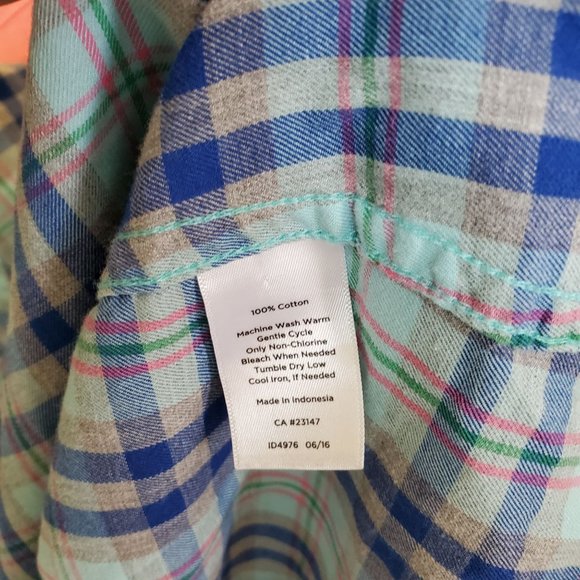 100% Cotton
Machine Wash Warm
Gentle Cycle
Only Non-Chlorine
Bleach When Needed
Tumble Dry Low
Cool Iron, If Needed
Made in Indonesia
CA #23147
ID4976 06/16